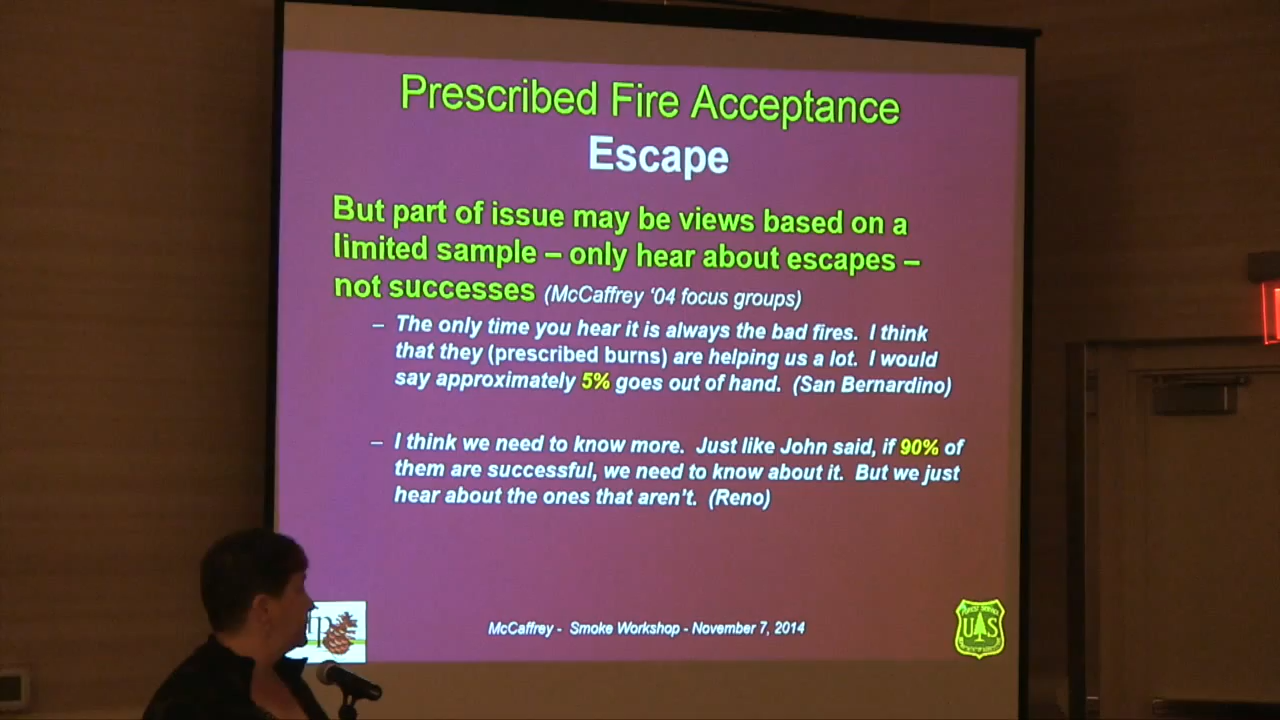 Prescribed Fire Acceptance
Escape
But part of issue may be views based on a
limited sample – only hear about escapes –
not successes (McCaffrey ‘04 focus groups)
– The only time you hear it is always the bad fires. I think
that they (prescribed burns) are helping us a lot. I would
say approximately 5% goes out of hand. (San Bernardino)
– I think we need to know more. Just like John said, if 90% of
them are successful, we need to know about it. But we just
hear about the ones that aren’t. (Reno)
McCaffrey - Smoke Workshop - November 7, 2014
FOREST SERVICE
U S